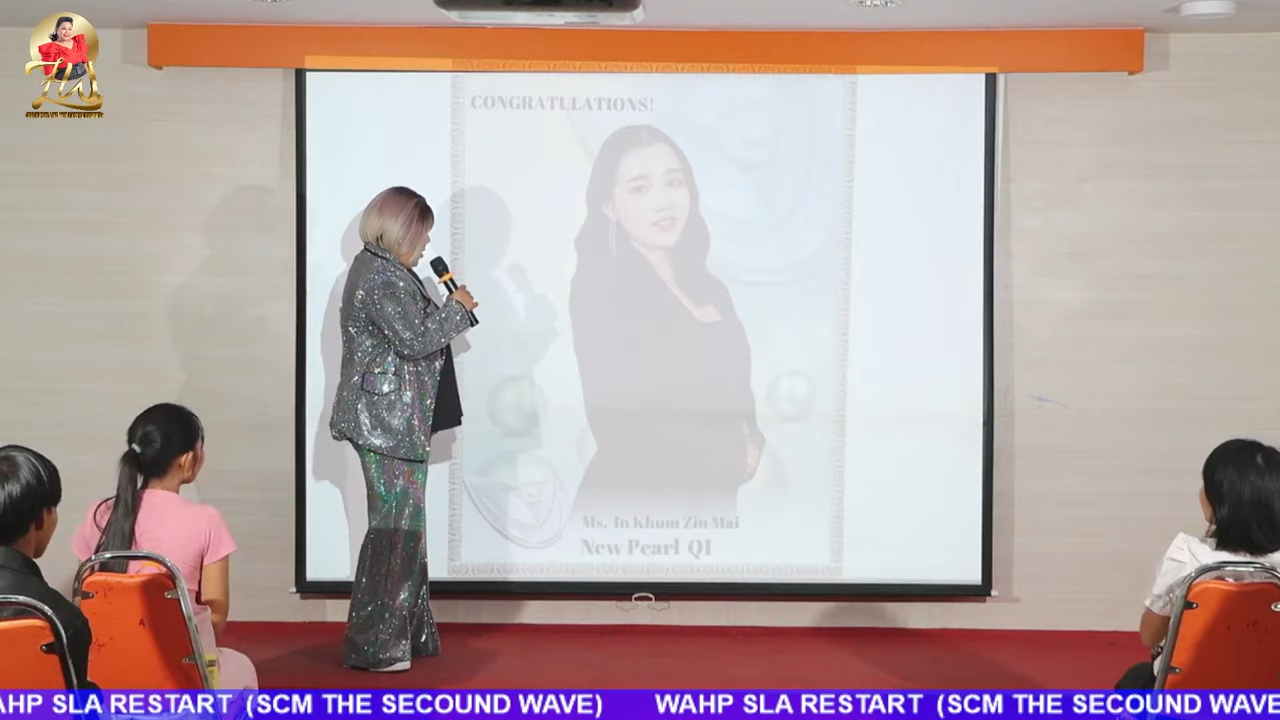 CONGRATULATIONS!
Ms. In Khum Zin Mai
New Pearl QI
WAHP SLA RESTART (SCM THE SECOUND WAVE) WAHP SLA RESTART (SCM THE SECOUND WAVE